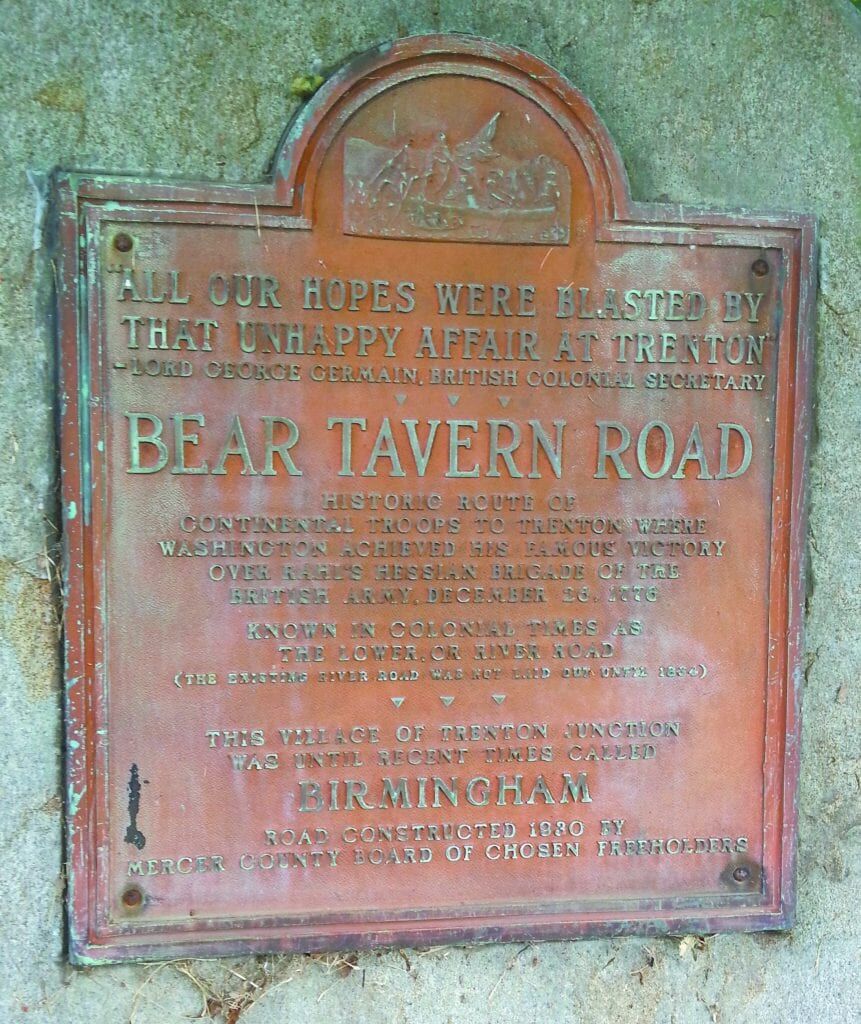 "ALL OUR HOPES WERE BLASTED BY
THAT UNHAPPY AFFAIR AT TRENTON"
-LORD GEORGE GERMAIN, BRITISH COLONIAL SECRETARY
BEAR TAVERN ROAD
HISTORIC ROUTE OF
CONTINENTAL TROOPS TO TRENTON WHERE
WASHINGTON ACHIEVED HIS FAMOUS VICTORY
OVER RAHL'S HESSIAN BRIGADE OF THE
BRITISH ARMY, DECEMBER 26, 1776
KNOWN IN COLONIAL TIMES AS
THE LOWER, OR RIVER ROAD
(THE EXISTING RIVER ROAD WAS NOT LAID OUT UNTIL 1834)
THIS VILLAGE OF TRENTON JUNCTION
WAS UNTIL RECENT TIMES CALLED
BIRMINGHAM
ROAD CONSTRUCTED 1930 BY
MERCER COUNTY BOARD OF CHOSEN FREEHOLDERS